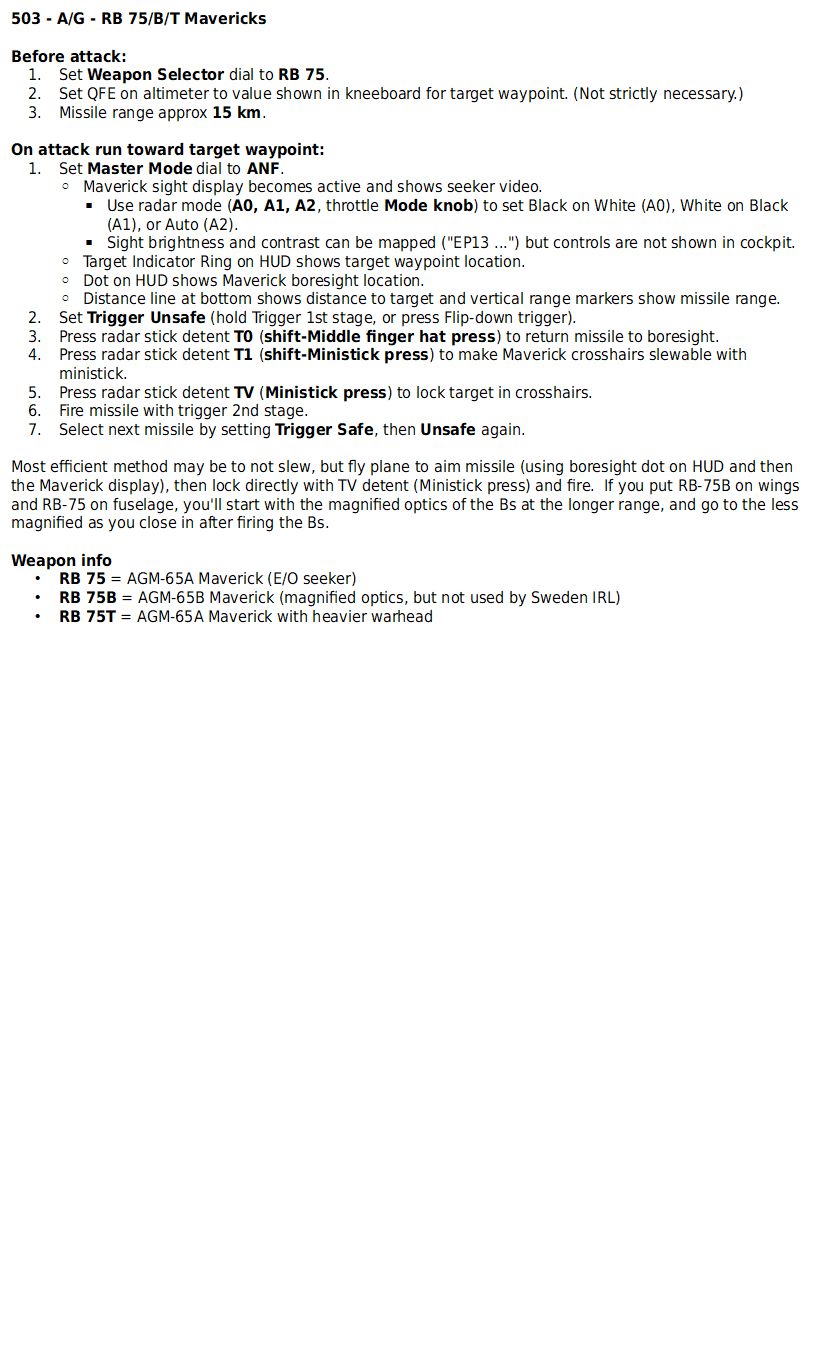 503 - A/G - RB 75/B/T Mavericks
Before attack:
1. Set Weapon Selector dial to RB 75.
2. Set QFE on altimeter to value shown in kneeboard for target waypoint. (Not strictly necessary.)
3. Missile range approx 15 km.
On attack run toward target waypoint:
1. Set Master Mode dial to ANF.
○ Maverick sight display becomes active and shows seeker video.
▪ Use radar mode (A0, A1, A2, throttle Mode knob) to set Black on White (A0), White on Black
(A1), or Auto (A2).
▪ Sight brightness and contrast can be mapped ("EP13 ...") but controls are not shown in cockpit.
○ Target Indicator Ring on HUD shows target waypoint location.
○ Dot on HUD shows Maverick boresight location.
○ Distance line at bottom shows distance to target and vertical range markers show missile range.
2. Set Trigger Unsafe (hold Trigger 1st stage, or press Flip-down trigger).
3. Press radar stick detent T0 (shift-Middle finger hat press) to return missile to boresight.
4. Press radar stick detent T1 (shift-Ministick press) to make Maverick crosshairs slewable with
ministick.
5. Press radar stick detent TV (Ministick press) to lock target in crosshairs.
6. Fire missile with trigger 2nd stage.
7. Select next missile by setting Trigger Safe, then Unsafe again.
Most efficient method may be to not slew, but fly plane to aim missile (using boresight dot on HUD and then
the Maverick display), then lock directly with TV detent (Ministick press) and fire. If you put RB-75B on wings
and RB-75 on fuselage, you'll start with the magnified optics of the Bs at the longer range, and go to the less
magnified as you close in after firing the Bs.
Weapon info
• RB 75 = AGM-65A Maverick (E/O seeker)
• RB 75B = AGM-65B Maverick (magnified optics, but not used by Sweden IRL)
• RB 75T = AGM-65A Maverick with heavier warhead